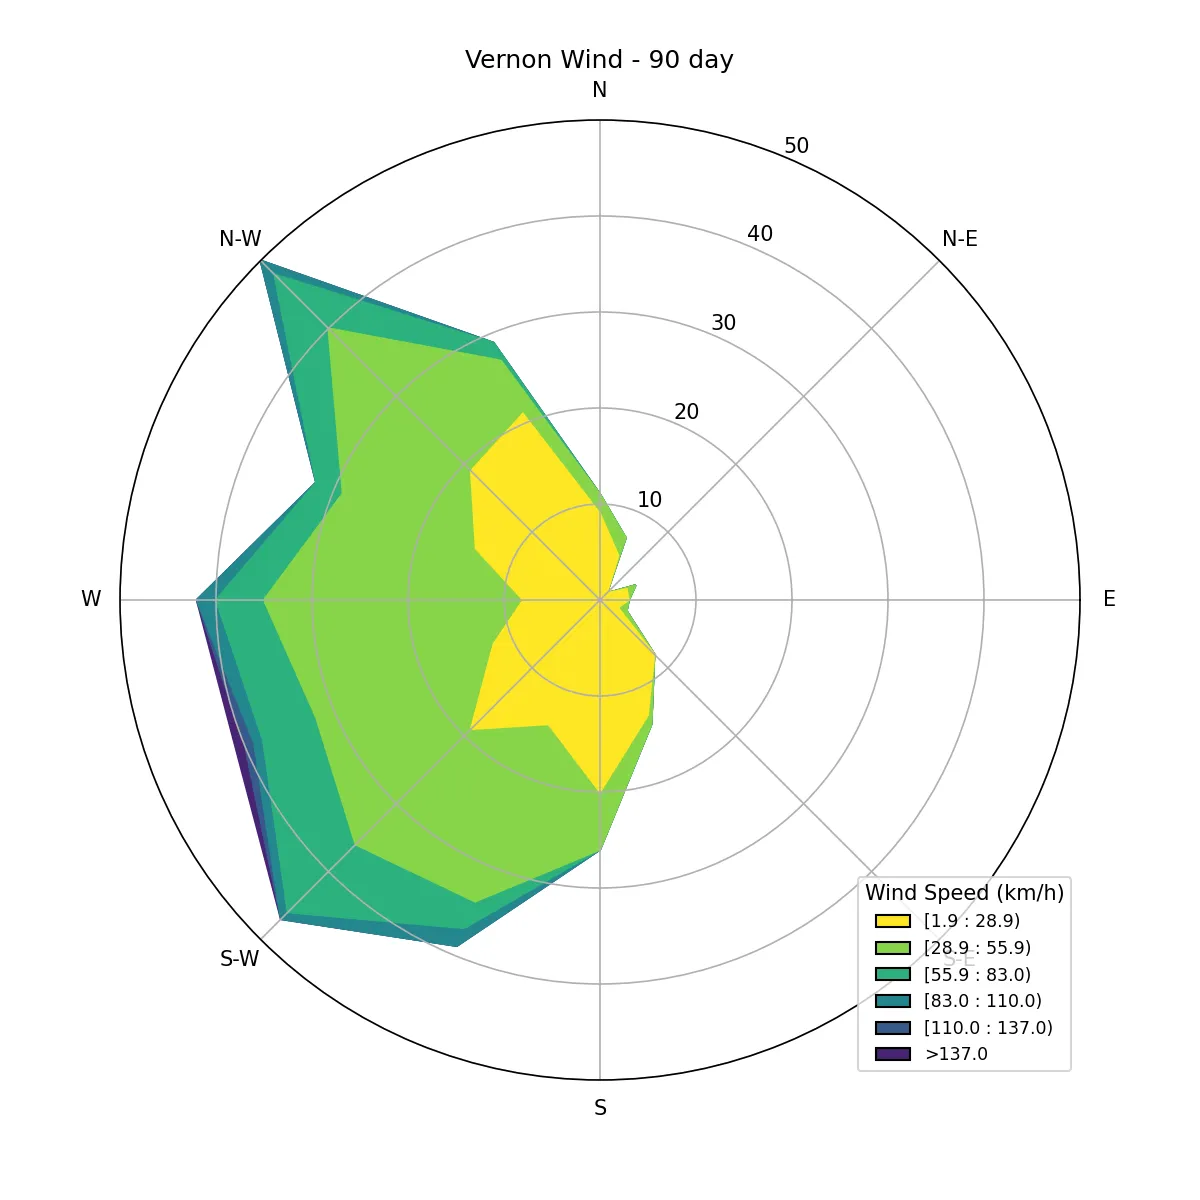 Vernon Wind - 90 day
N
50
N-W
40
N-E
30
20
10
W
E
Wind Speed (km/h)
[1.9 : 28.9)
[28.9 : 55.9)
S-W
S-E
[55.9 : 83.0)
[83.0 : 110.0)
[110.0 : 137.0)
>137.0
S